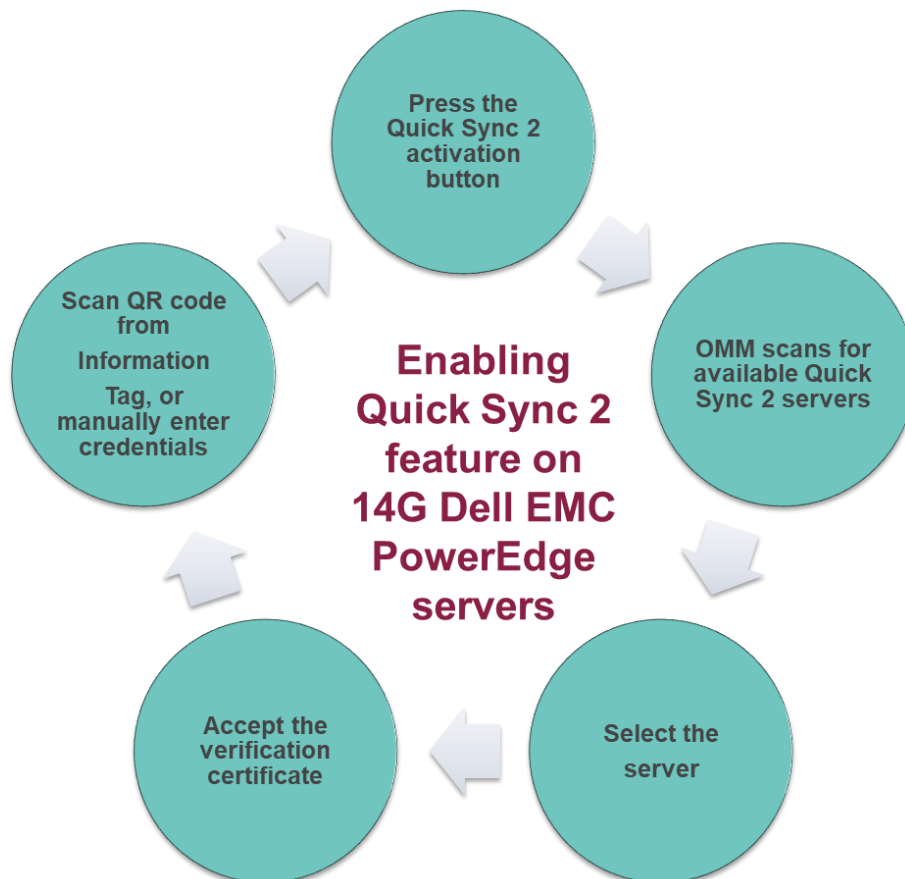 Press the
Quick Sync 2
activation
button
OMM scans for
available Quick
Sync 2 servers
Select the
server
Accept the
verification
certificate
Scan QR code
from
Information
Tag, or
manually enter
credentials
Enabling
Quick Sync 2
feature on
14G Dell EMC
PowerEdge
servers